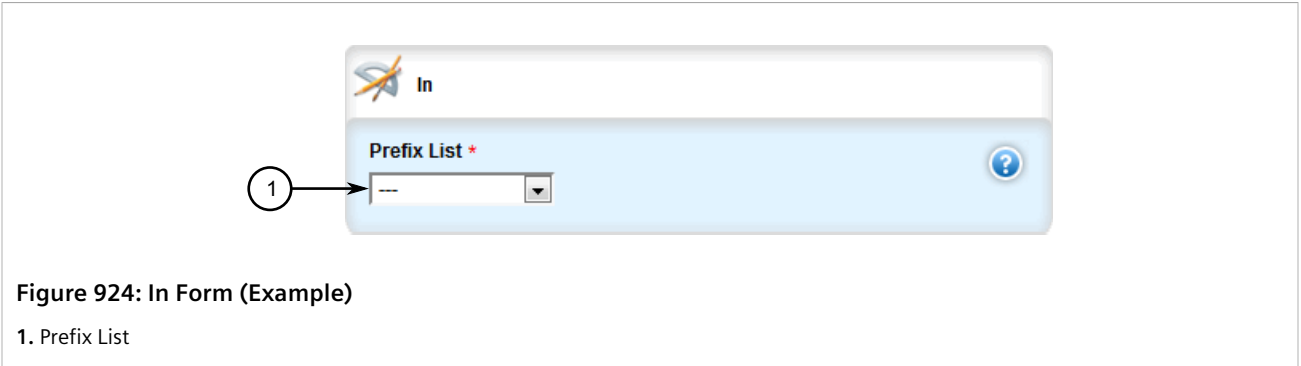 In
Prefix List *
1
---
Figure 924: In Form (Example)
1. Prefix List